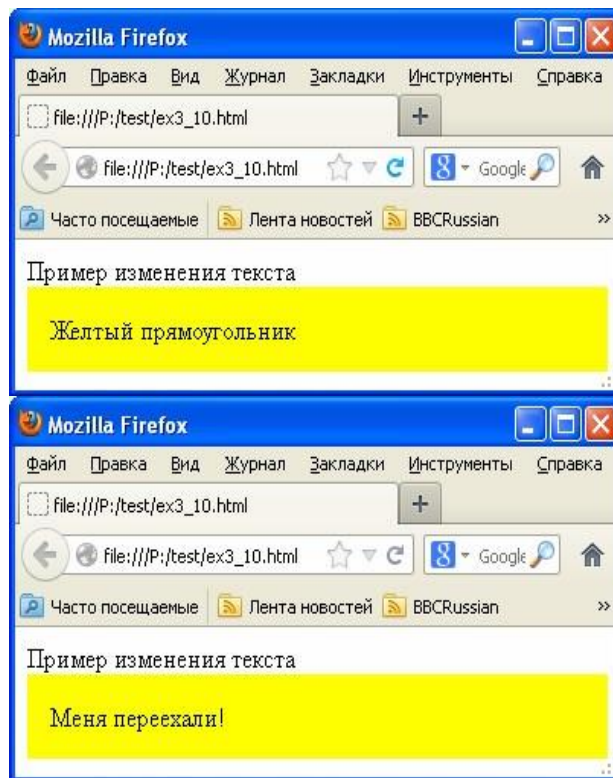 Mozilla Firefox
Файл Правка Вид Журнал Закладки Инструменты Справка
file:///P:/test/ex3_10.html +
file:///P:/test/ex3_10.html Google
Часто посещаемые Лента новостей BBCRussian »
Пример изменения текста
Желтый прямоугольник
Mozilla Firefox
Файл Правка Вид Журнал Закладки Инструменты Справка
file:///P:/test/ex3_10.html +
file:///P:/test/ex3_10.html Google
Часто посещаемые Лента новостей BBCRussian »
Пример изменения текста
Меня переехали!